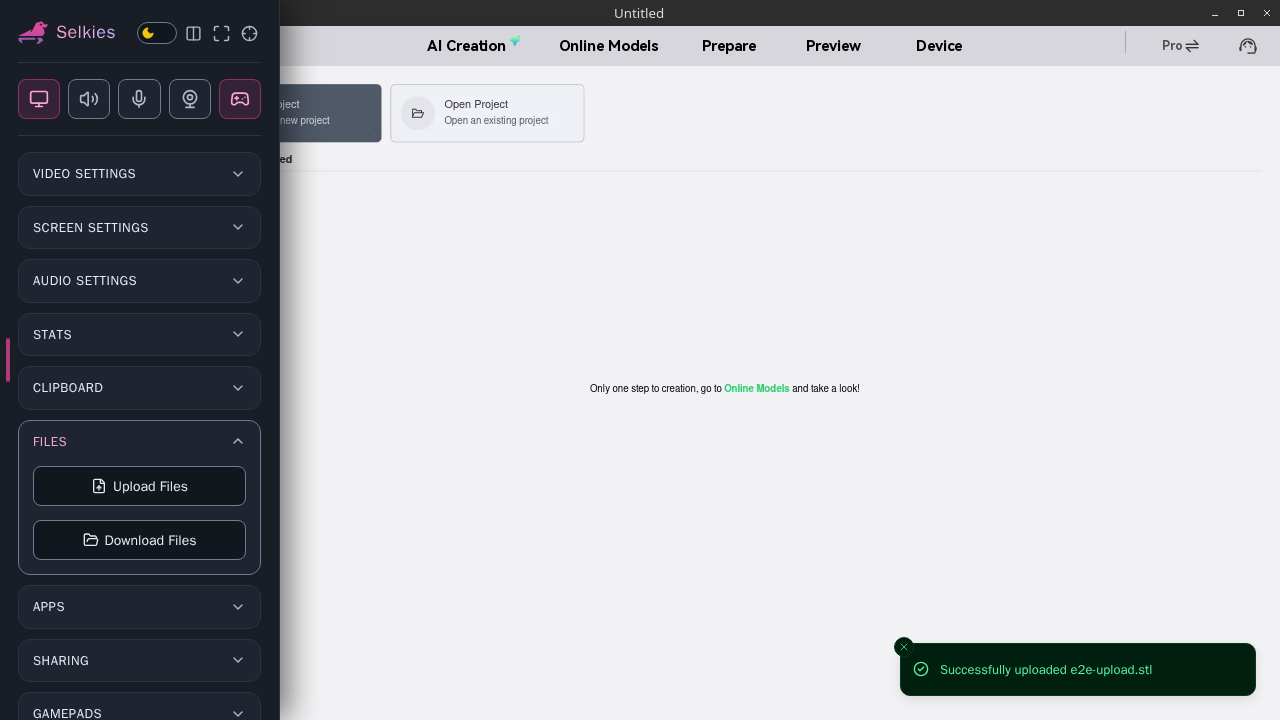 Untitled
Selkies
AI Creation
Online Models
Prepare
Preview
Device
Pro
new project
Open Project
Open an existing project
VIDEO SETTINGS
SCREEN SETTINGS
AUDIO SETTINGS
STATS
CLIPBOARD
FILES
Upload Files
Download Files
APPS
SHARING
GAMEPADS
Only one step to creation, go to Online Models and take a look!
Successfully uploaded e2e-upload.stl